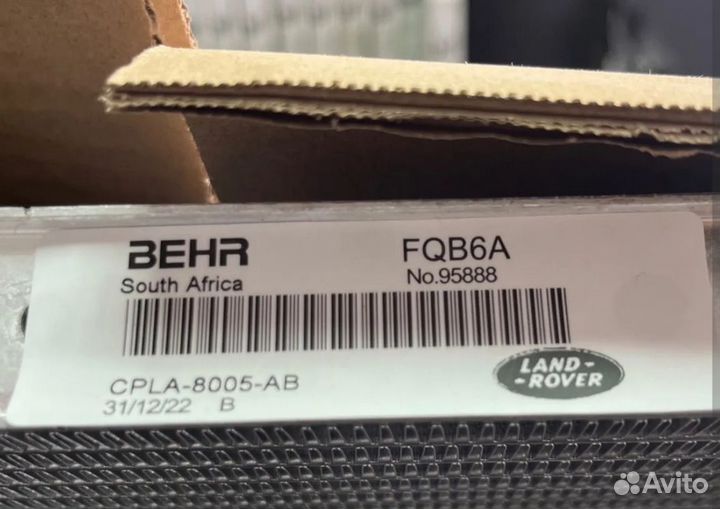 BEHR
South Africa
FQB6A
No.95888
CPLA-8005-AB
31/12/22 B
LAND-
-ROVER
Avito